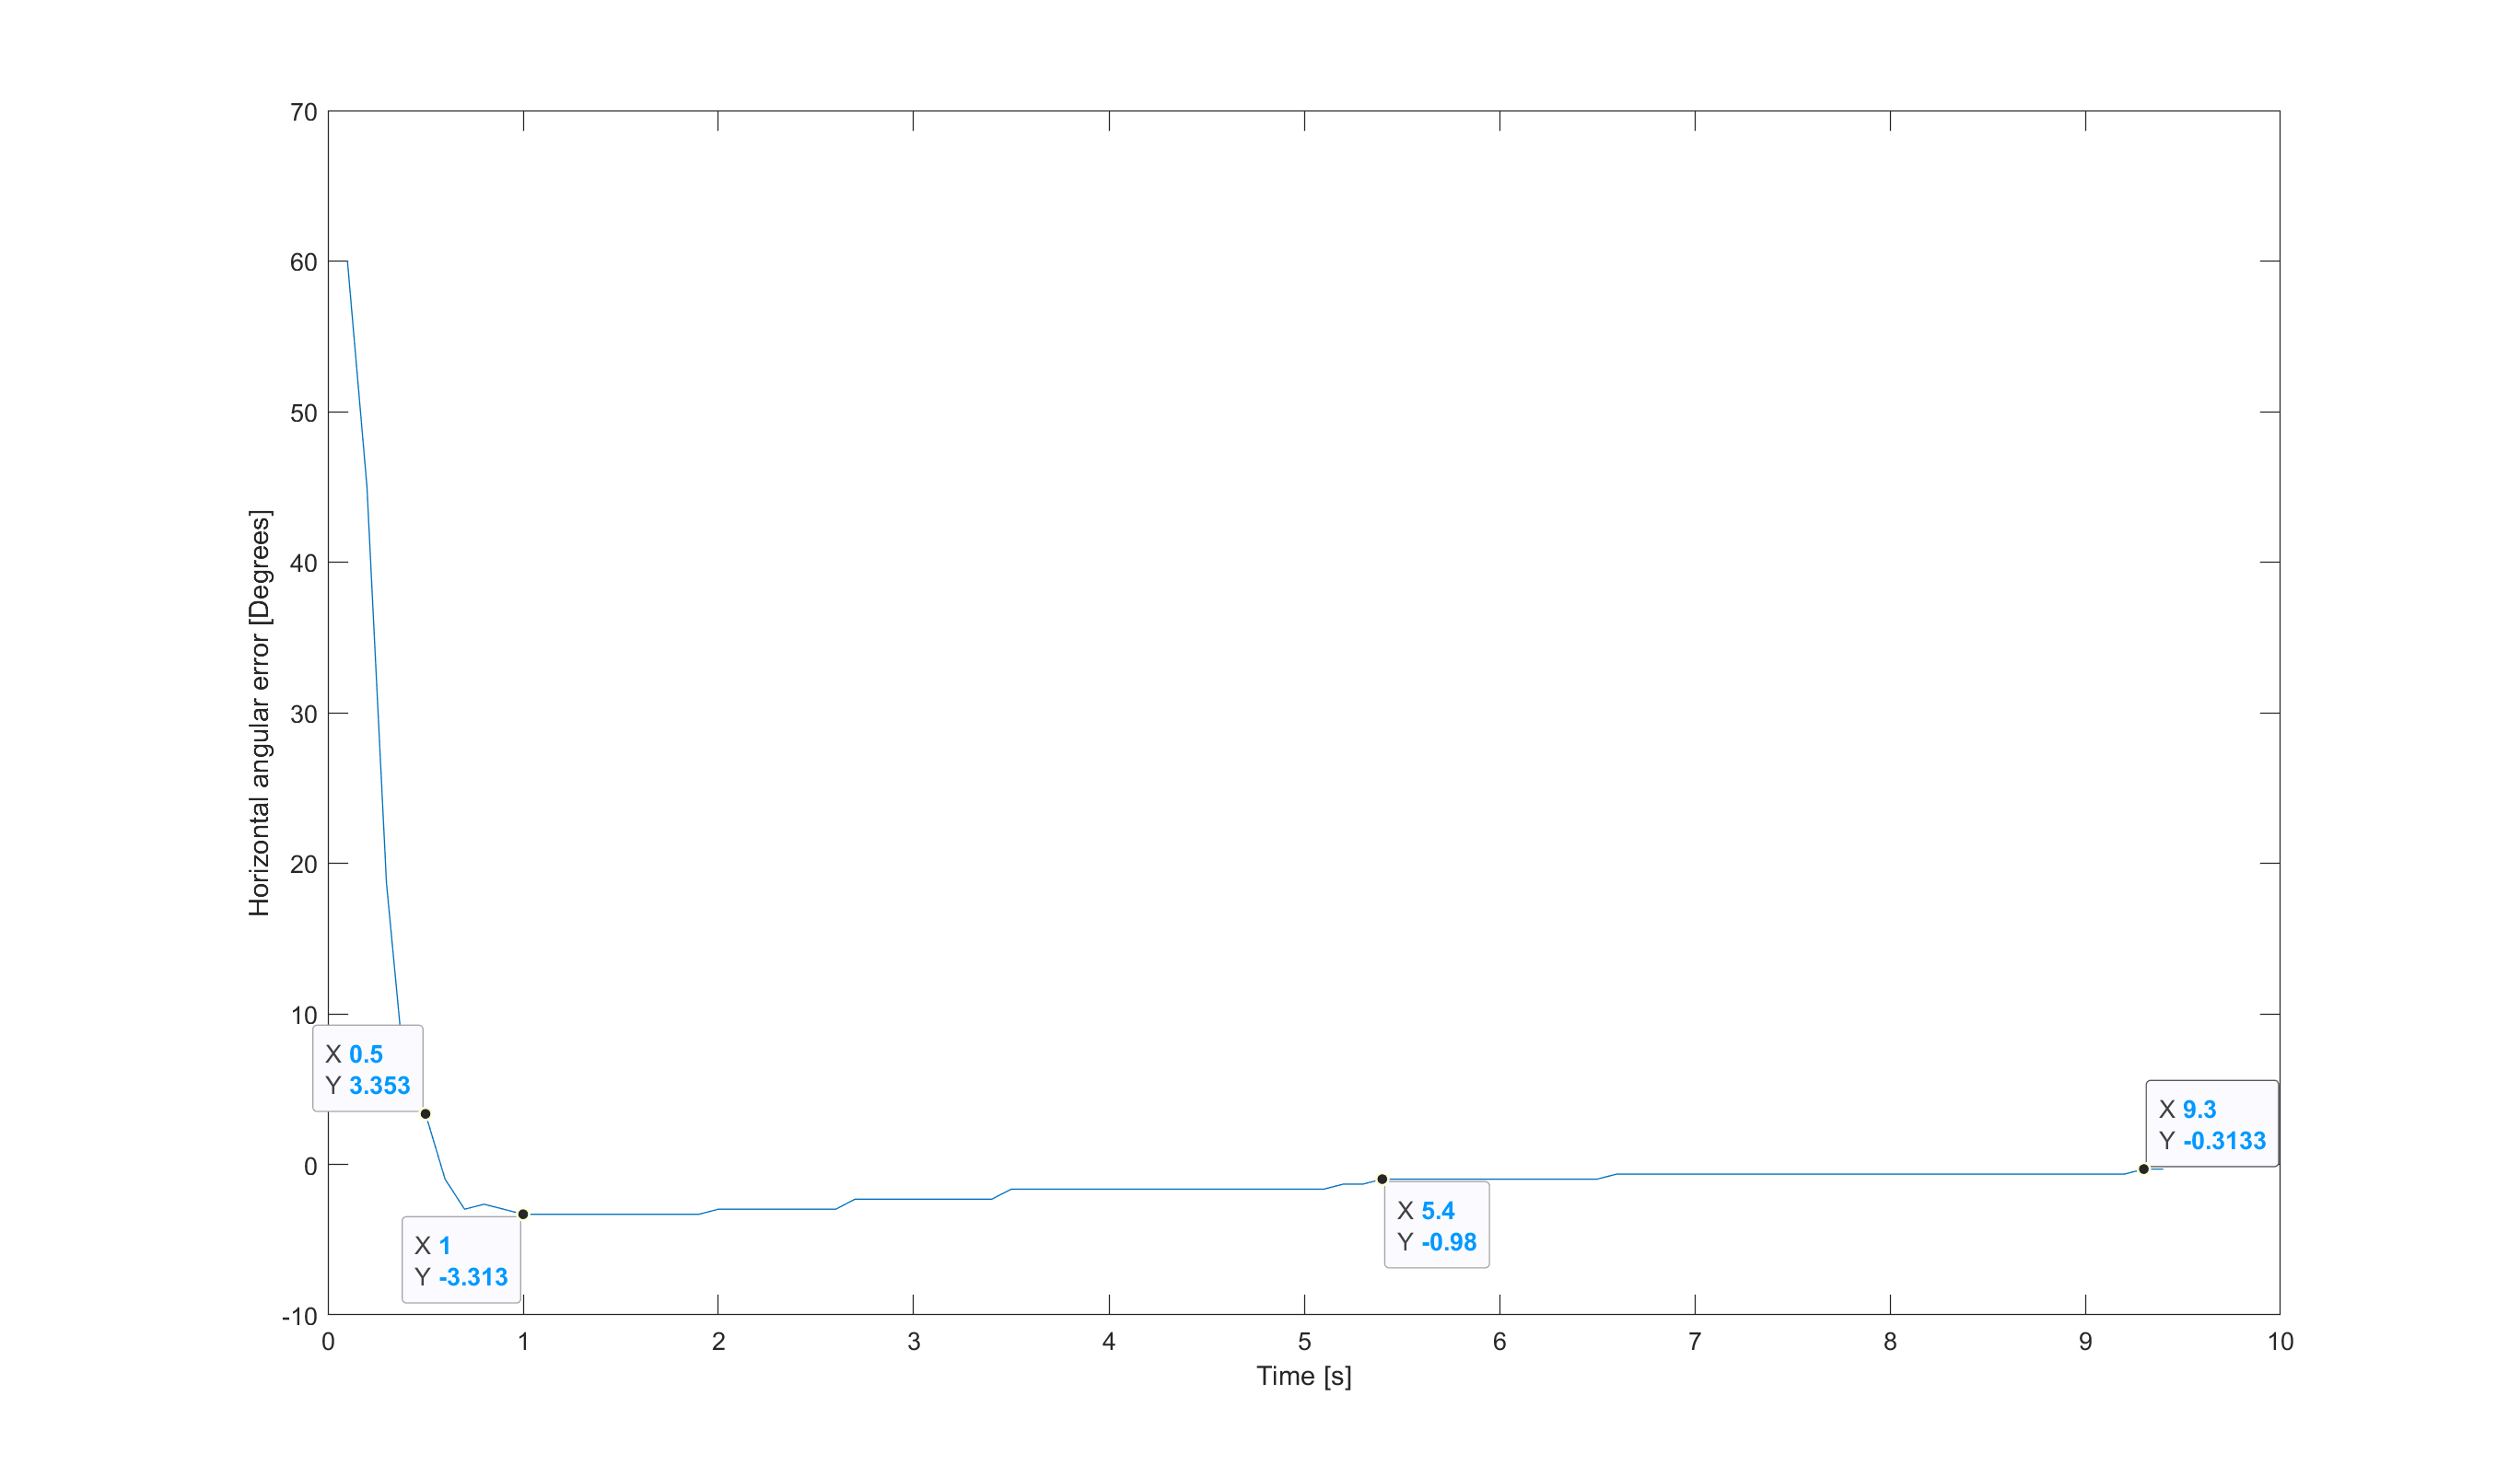 70
60
50
40
30
20
10
0
-10
Horizontal angular error [Degrees]
X 0.5
Y 3.353
X 1
Y -3.313
X 5.4
Y -0.98
X 9.3
Y -0.3133
0 1 2 3 4 5 6 7 8 9 10
Time [s]